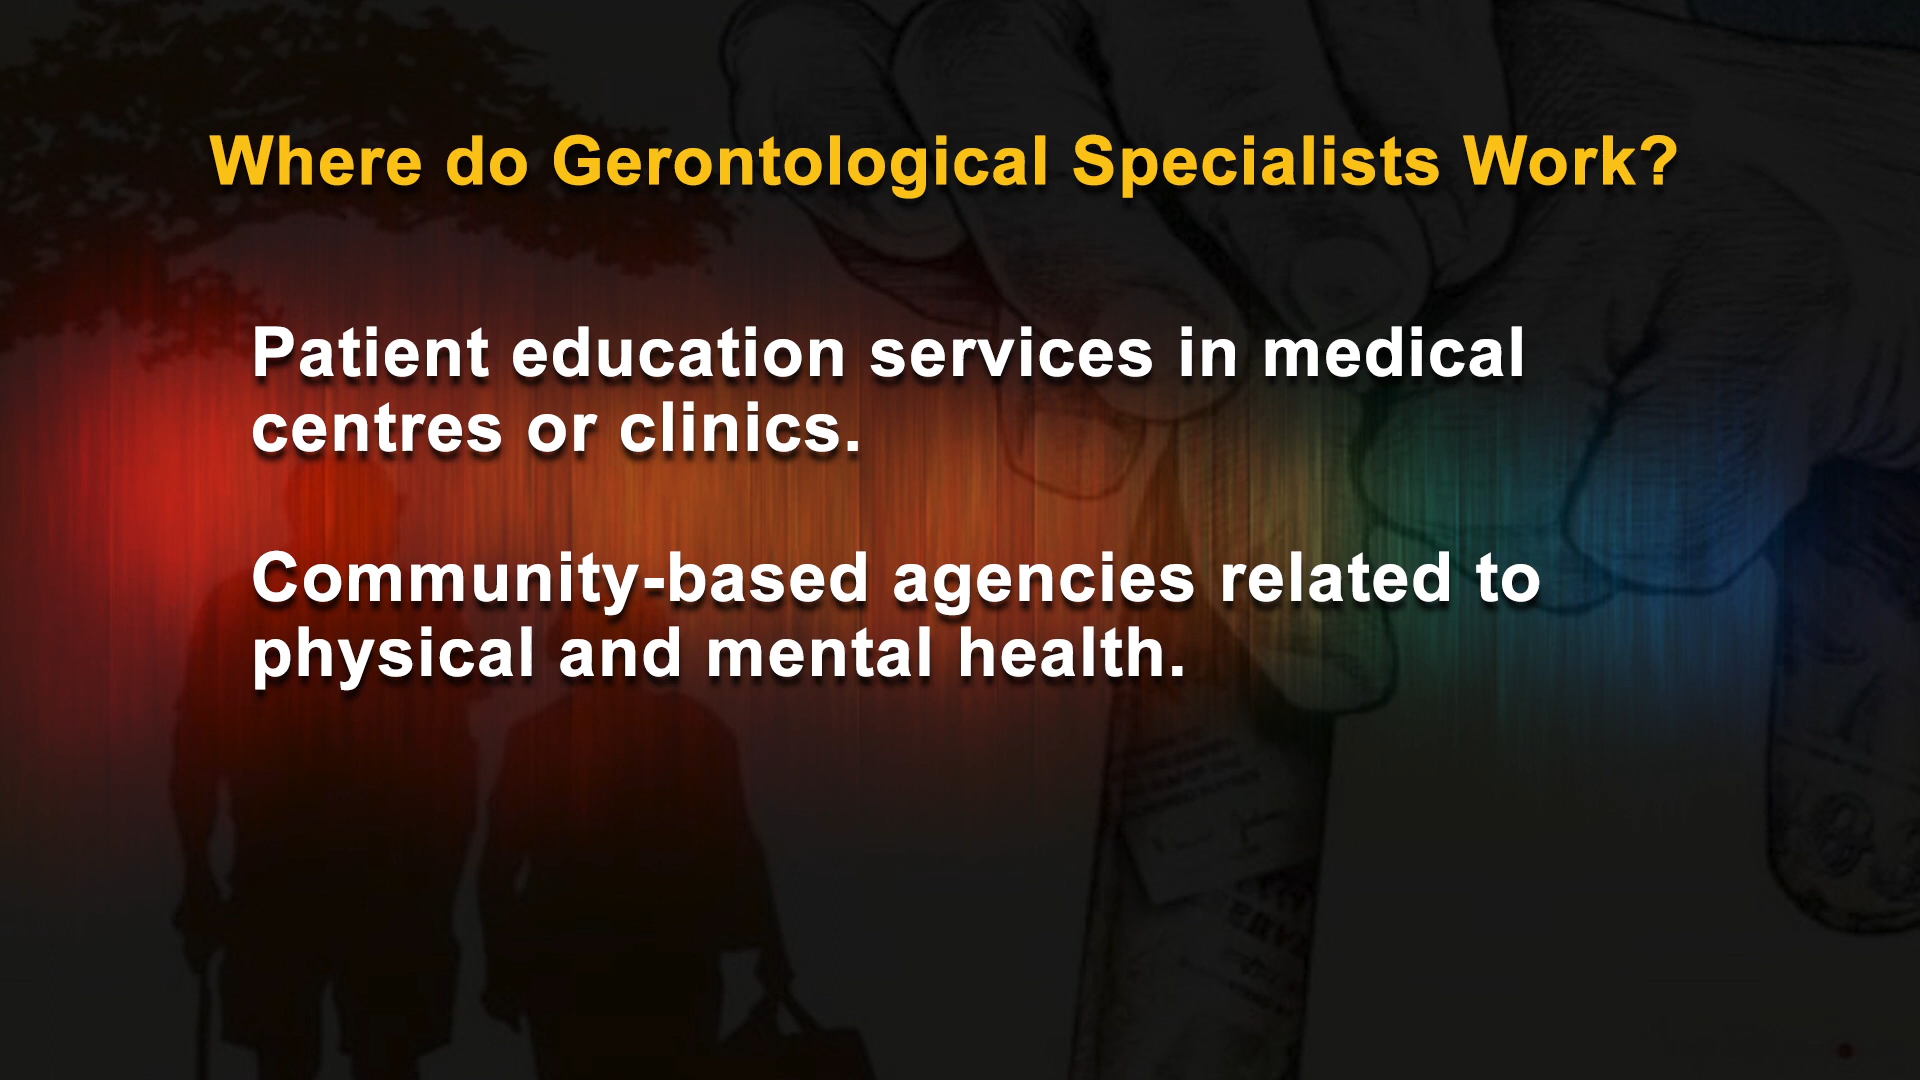 Where do Gerontological Specialists Work?
Patient education services in medical
centres or clinics.
Community-based agencies related to
physical and mental health.